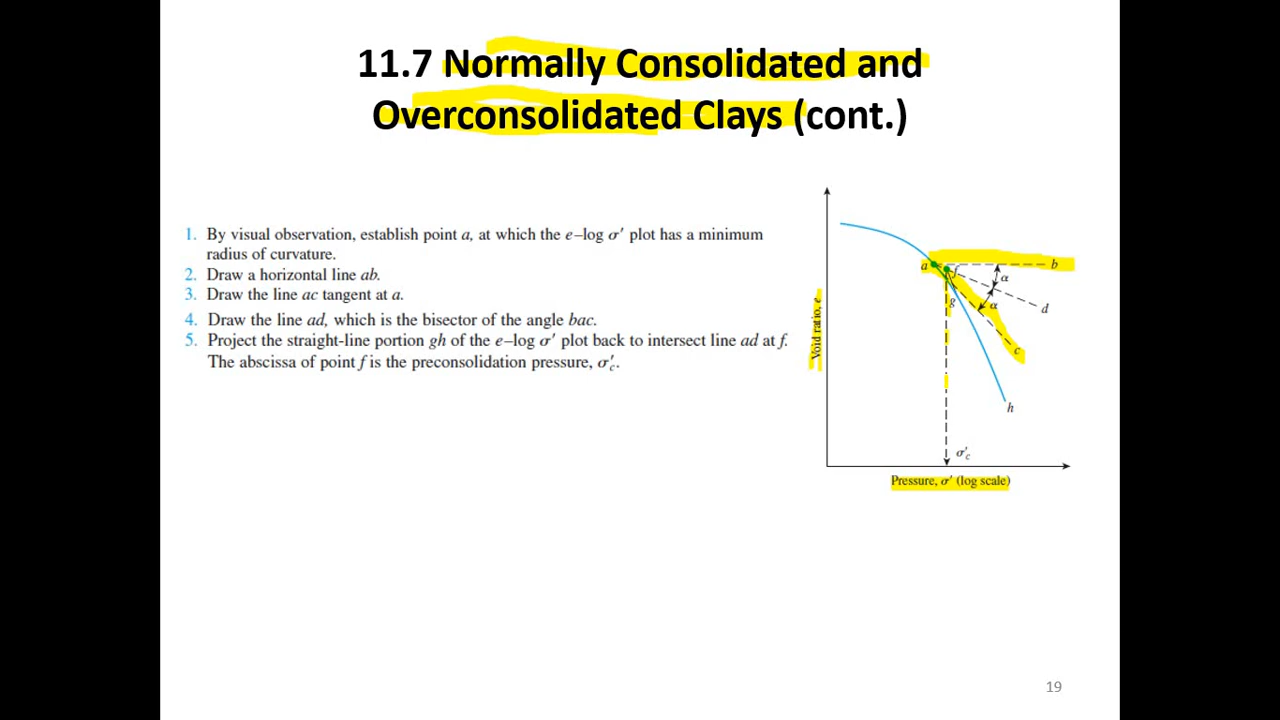 11.7 Normally Consolidated and
Overconsolidated Clays (cont.)
1. By visual observation, establish point a, at which the e–log σ′ plot has a minimum
radius of curvature.
2. Draw a horizontal line ab.
3. Draw the line ac tangent at a.
4. Draw the line ad, which is the bisector of the angle bac.
5. Project the straight-line portion gh of the e–log σ′ plot back to intersect line ad at f.
The abscissa of point f is the preconsolidation pressure, σ′c.
Void ratio, e
a
b
f
α
g
α
d
c
h
σ′c
Pressure, σ′ (log scale)
19